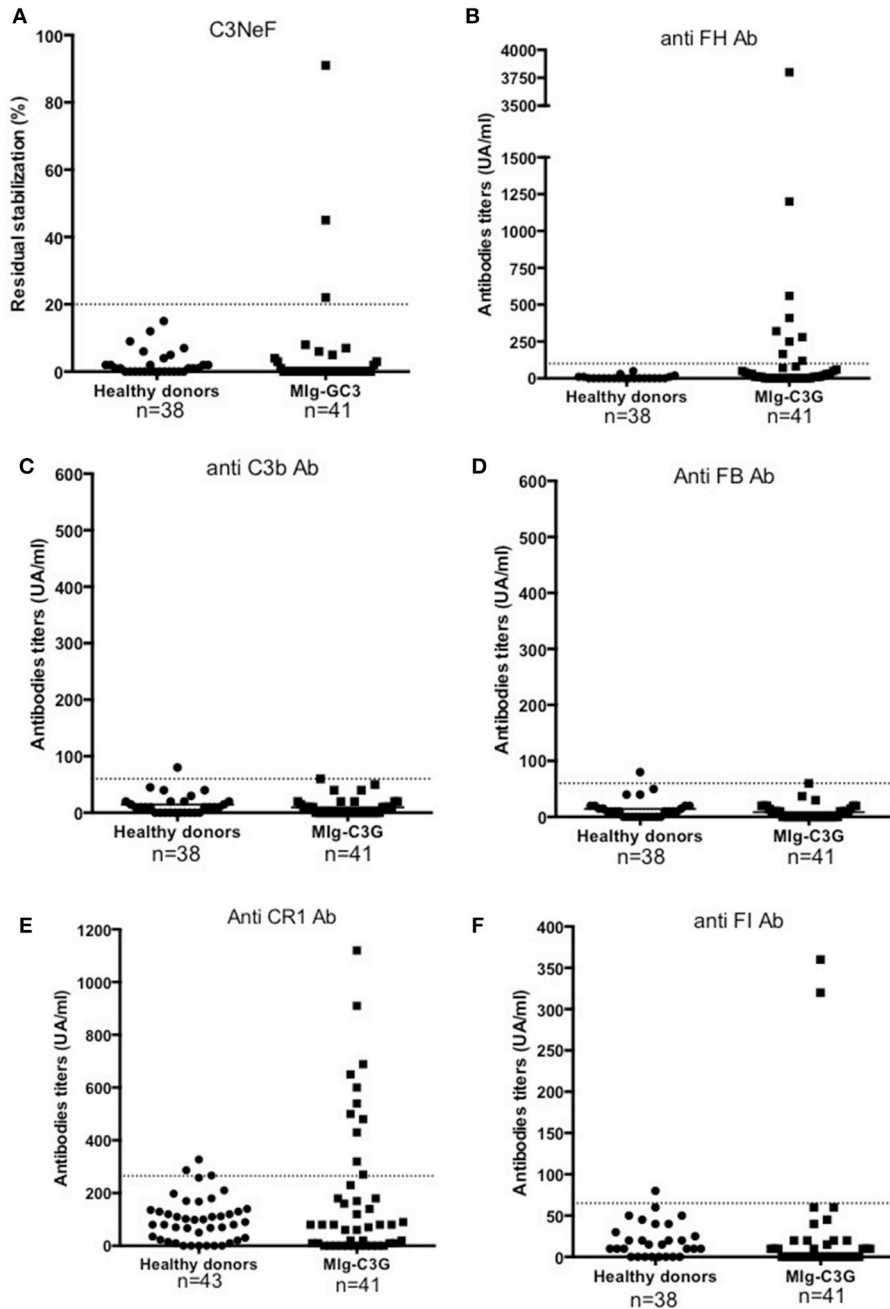 A
C3NeF
Residual stabilization (%)
100
80
60
40
20
0
Healthy donors
n=38
MIg-GC3
n=41
B
anti FH Ab
Antibodies titers (UA/ml)
4000
3750
3500
1500
1250
1000
750
500
250
0
Healthy donors
n=38
MIg-C3G
n=41
C
anti C3b Ab
Antibodies titers (UA/ml)
600
500
400
300
200
100
0
Healthy donors
n=38
MIg-C3G
n=41
D
Anti FB Ab
Antibodies titers (UA/ml)
600
500
400
300
200
100
0
Healthy donors
n=38
MIg-C3G
n=41
E
Anti CR1 Ab
Antibodies titers (UA/ml)
1200
1000
800
600
400
200
0
Healthy donors
n=43
MIg-C3G
n=41
F
anti FI Ab
Antibodies titers (UA/ml)
400
350
300
250
200
150
100
50
0
Healthy donors
n=38
MIg-C3G
n=41